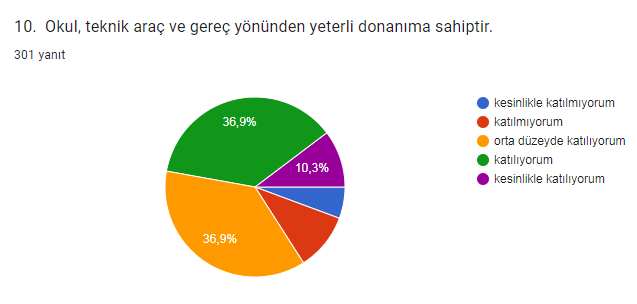 10. Okul, teknik araç ve gereç yönünden yeterli donanıma sahiptir.
301 yanıt
36,9%
10,3%
36,9%
kesinlikle katılmıyorum
katılmıyorum
orta düzeyde katılıyorum
katılıyorum
kesinlikle katılıyorum